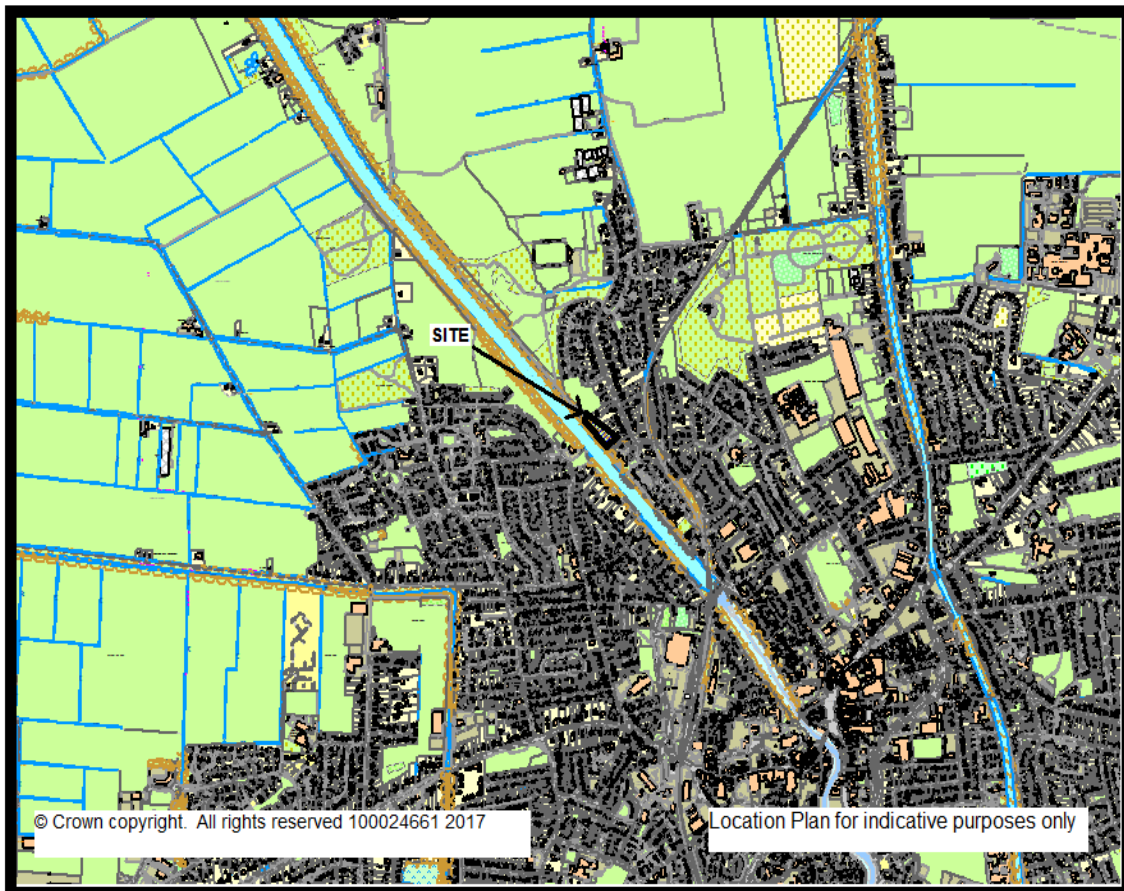 SITE
© Crown copyright. All rights reserved 100024661 2017
Location Plan for indicative purposes only